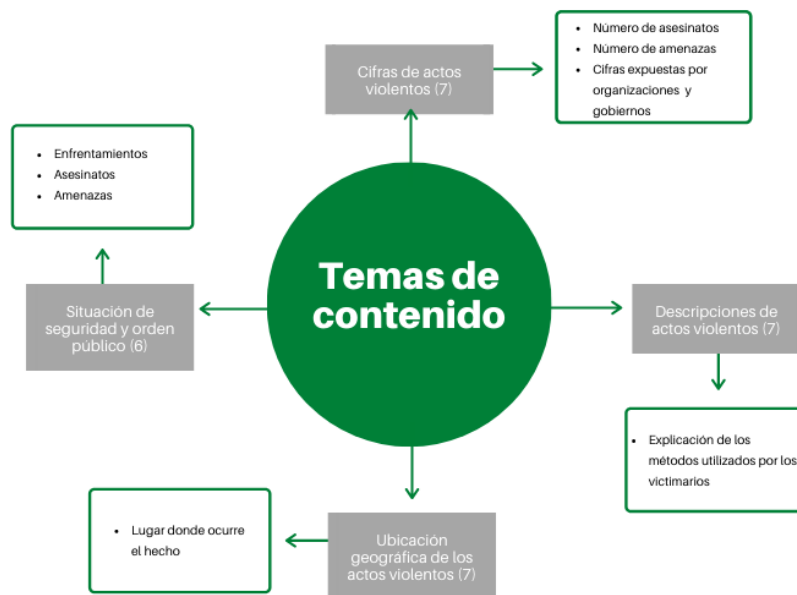 Cifras de actos
violentos (7)
• Número de asesinatos
• Número de amenazas
• Cifras expuestas por
organizaciones y
gobiernos
• Enfrentamientos
• Asesinatos
• Amenazas
Situación de
seguridad y orden
público (6)
Temas de
contenido
Descripciones de
actos violentos (7)
• Explicación de los
métodos utilizados por los
victimarios
• Lugar donde ocurre
el hecho
Ubicación
geográfica de los
actos violentos (7)